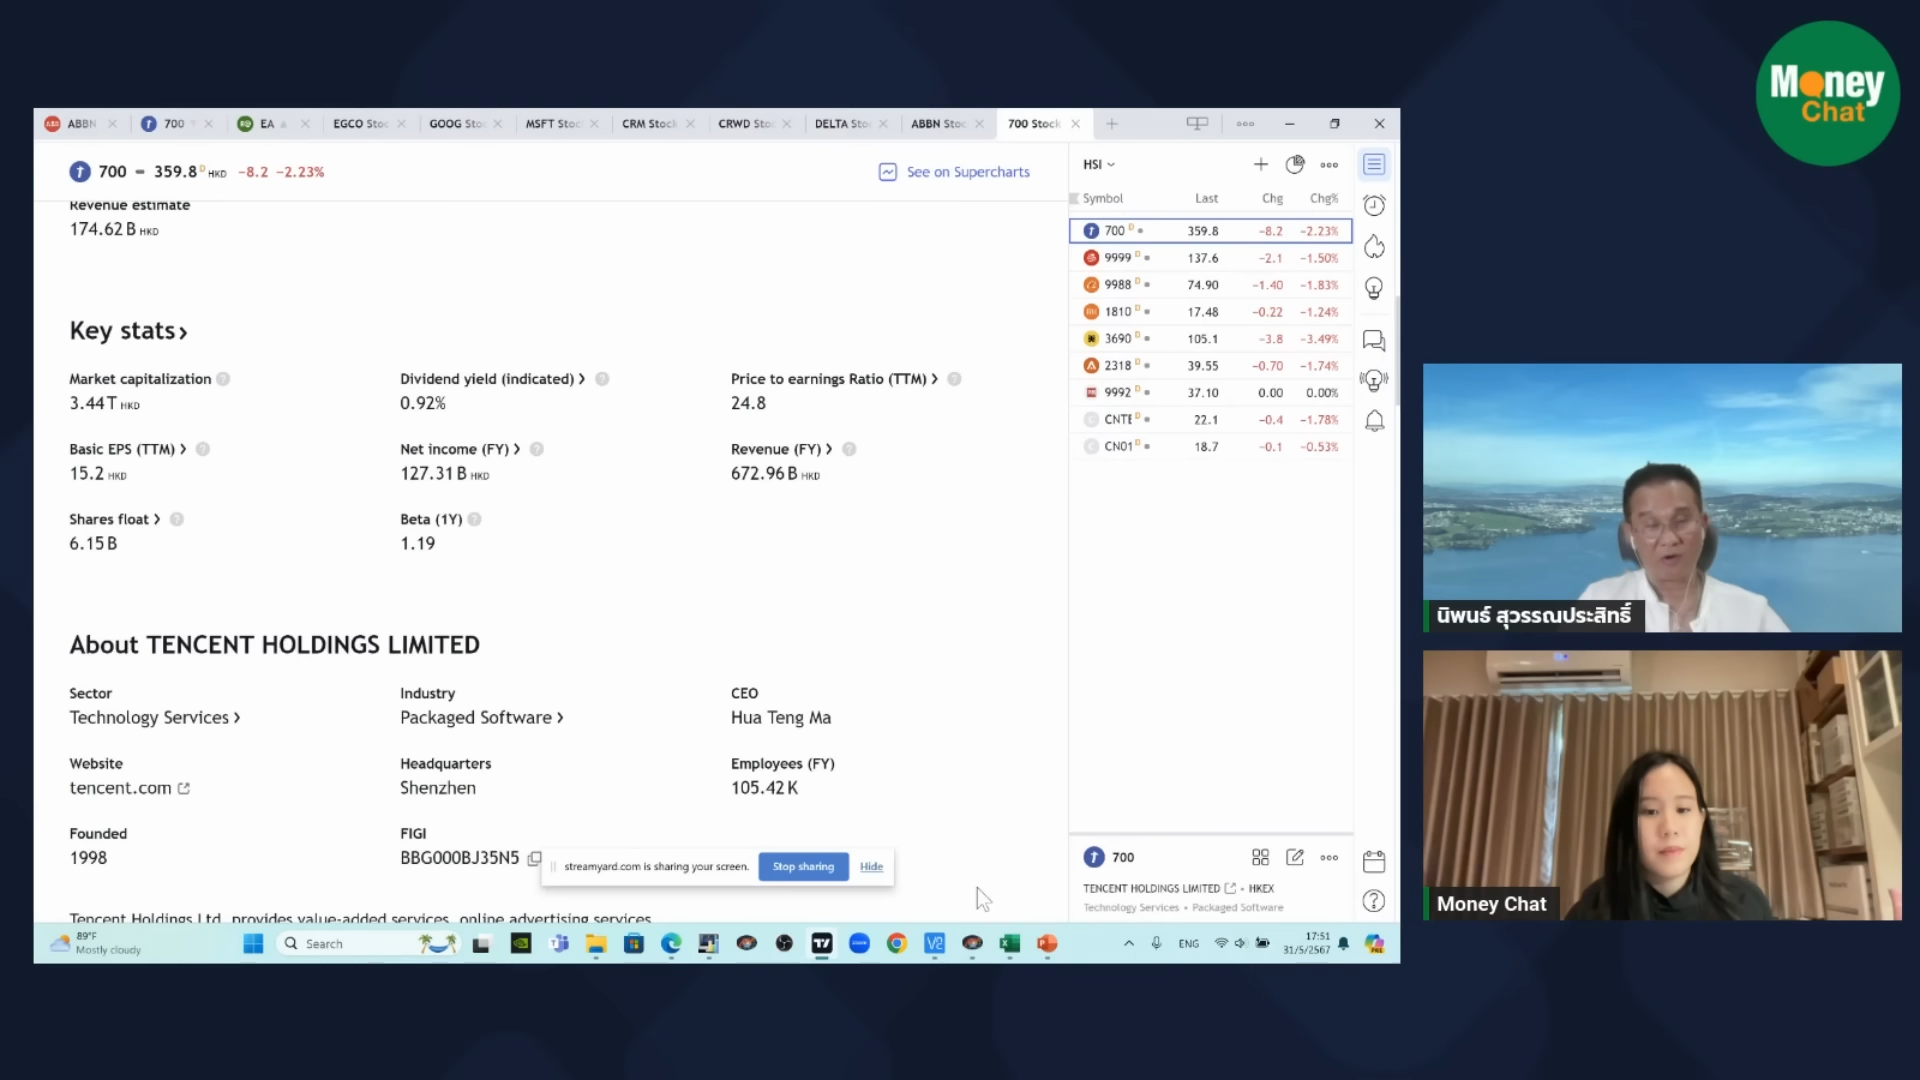 Money
Chat
ABBN
700
EA
EGCO Stoc
GOOG Stock
MSFT Stoc
CRM Stock
CRWD Stoc
DELTA Sto
ABBN Stoc
700 Stock
700 359.8 D HKD −8.2 −2.23%
See on Supercharts
Revenue estimate
174.62 B HKD
Key stats
Market capitalization
3.44 T HKD
Dividend yield (indicated)
0.92%
Price to earnings Ratio (TTM)
24.8
Basic EPS (TTM)
15.2 HKD
Net income (FY)
127.31 B HKD
Revenue (FY)
672.96 B HKD
Shares float
6.15 B
Beta (1Y)
1.19
About TENCENT HOLDINGS LIMITED
Sector
Technology Services
Industry
Packaged Software
CEO
Hua Teng Ma
Website
tencent.com
Headquarters
Shenzhen
Employees (FY)
105.42 K
Founded
1998
FIGI
BBG000BJ35N5
streamyard.com is sharing your screen. Stop sharing Hide
Tencent Holdings Ltd. provides value-added services, online advertising services
HSI
Symbol Last Chg Chg%
700 D 359.8 −8.2 −2.23%
9999 D 137.6 −2.1 −1.50%
9988 D 74.90 −1.40 −1.83%
1810 D 17.48 −0.22 −1.24%
3690 D 105.1 −3.8 −3.49%
2318 D 39.55 −0.70 −1.74%
9992 D 37.10 0.00 0.00%
CNTE D 22.1 −0.4 −1.78%
CN01 D 18.7 −0.1 −0.53%
700
TENCENT HOLDINGS LIMITED • HKEX
Technology Services • Packaged Software
89°F
Mostly cloudy
Search
ENG
17:51
31/5/2567
นิพนธ์ สุวรรณประสิทธิ์
Money Chat